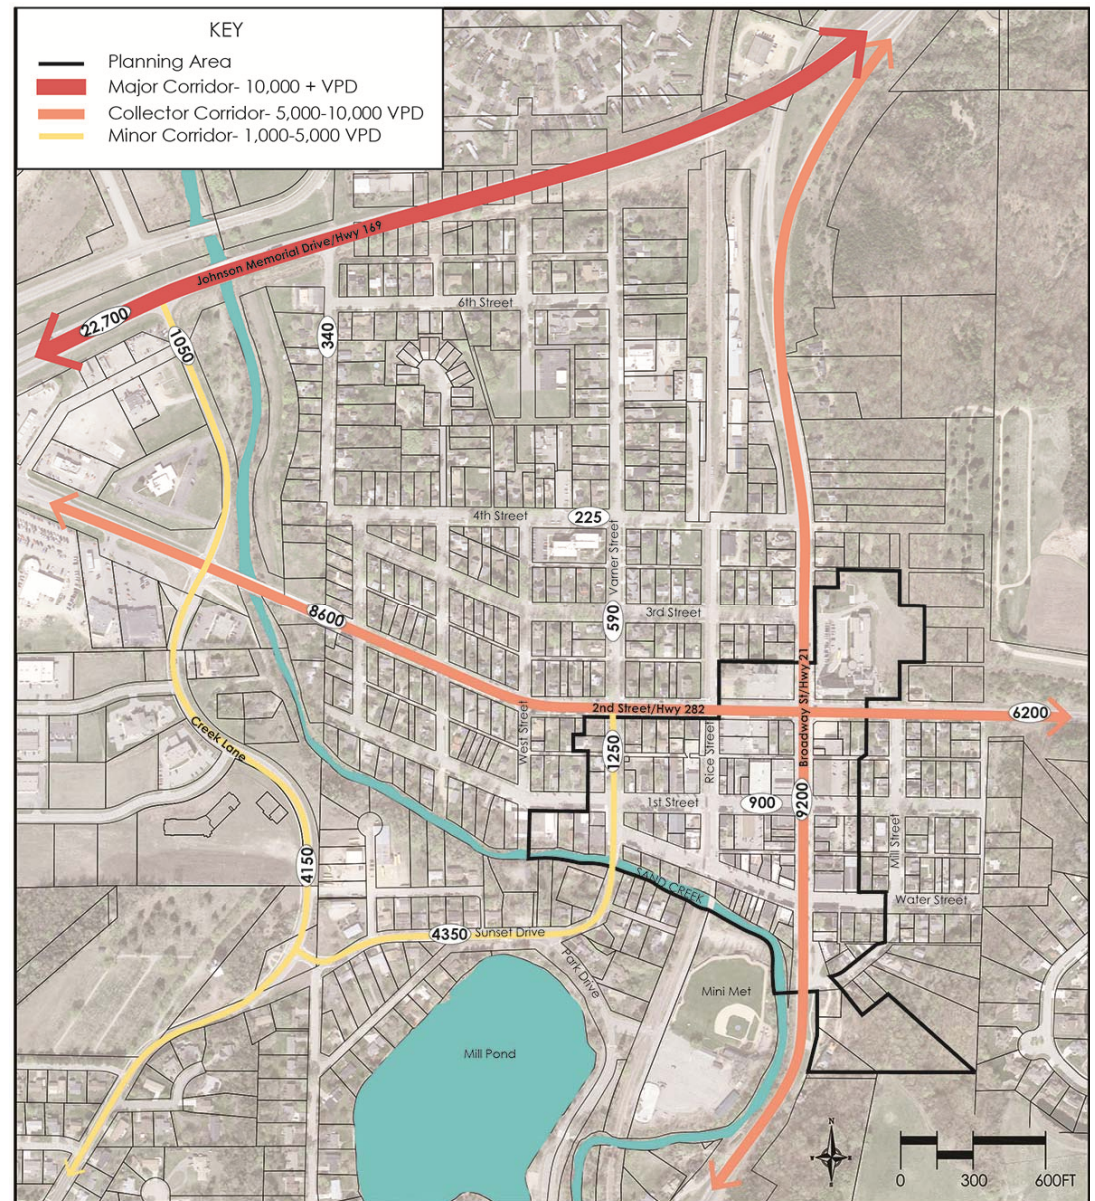 KEY
Planning Area
Major Corridor- 10,000 + VPD
Collector Corridor- 5,000-10,000 VPD
Minor Corridor- 1,000-5,000 VPD
Johnson Memorial Drive/Hwy 169
22,700
1050
340
6th Street
4th Street
225
Varner Street
590
3rd Street
8600
2nd Street/Hwy 282
Broadway St/Hwy 21
6200
West Street
1250
Rice Street
Creek Lane
1st Street
900
9200
Mill Street
4150
SAND CREEK
Water Street
4350
Sunset Drive
Park Drive
Mini Met
Mill Pond
N
0
300
600FT